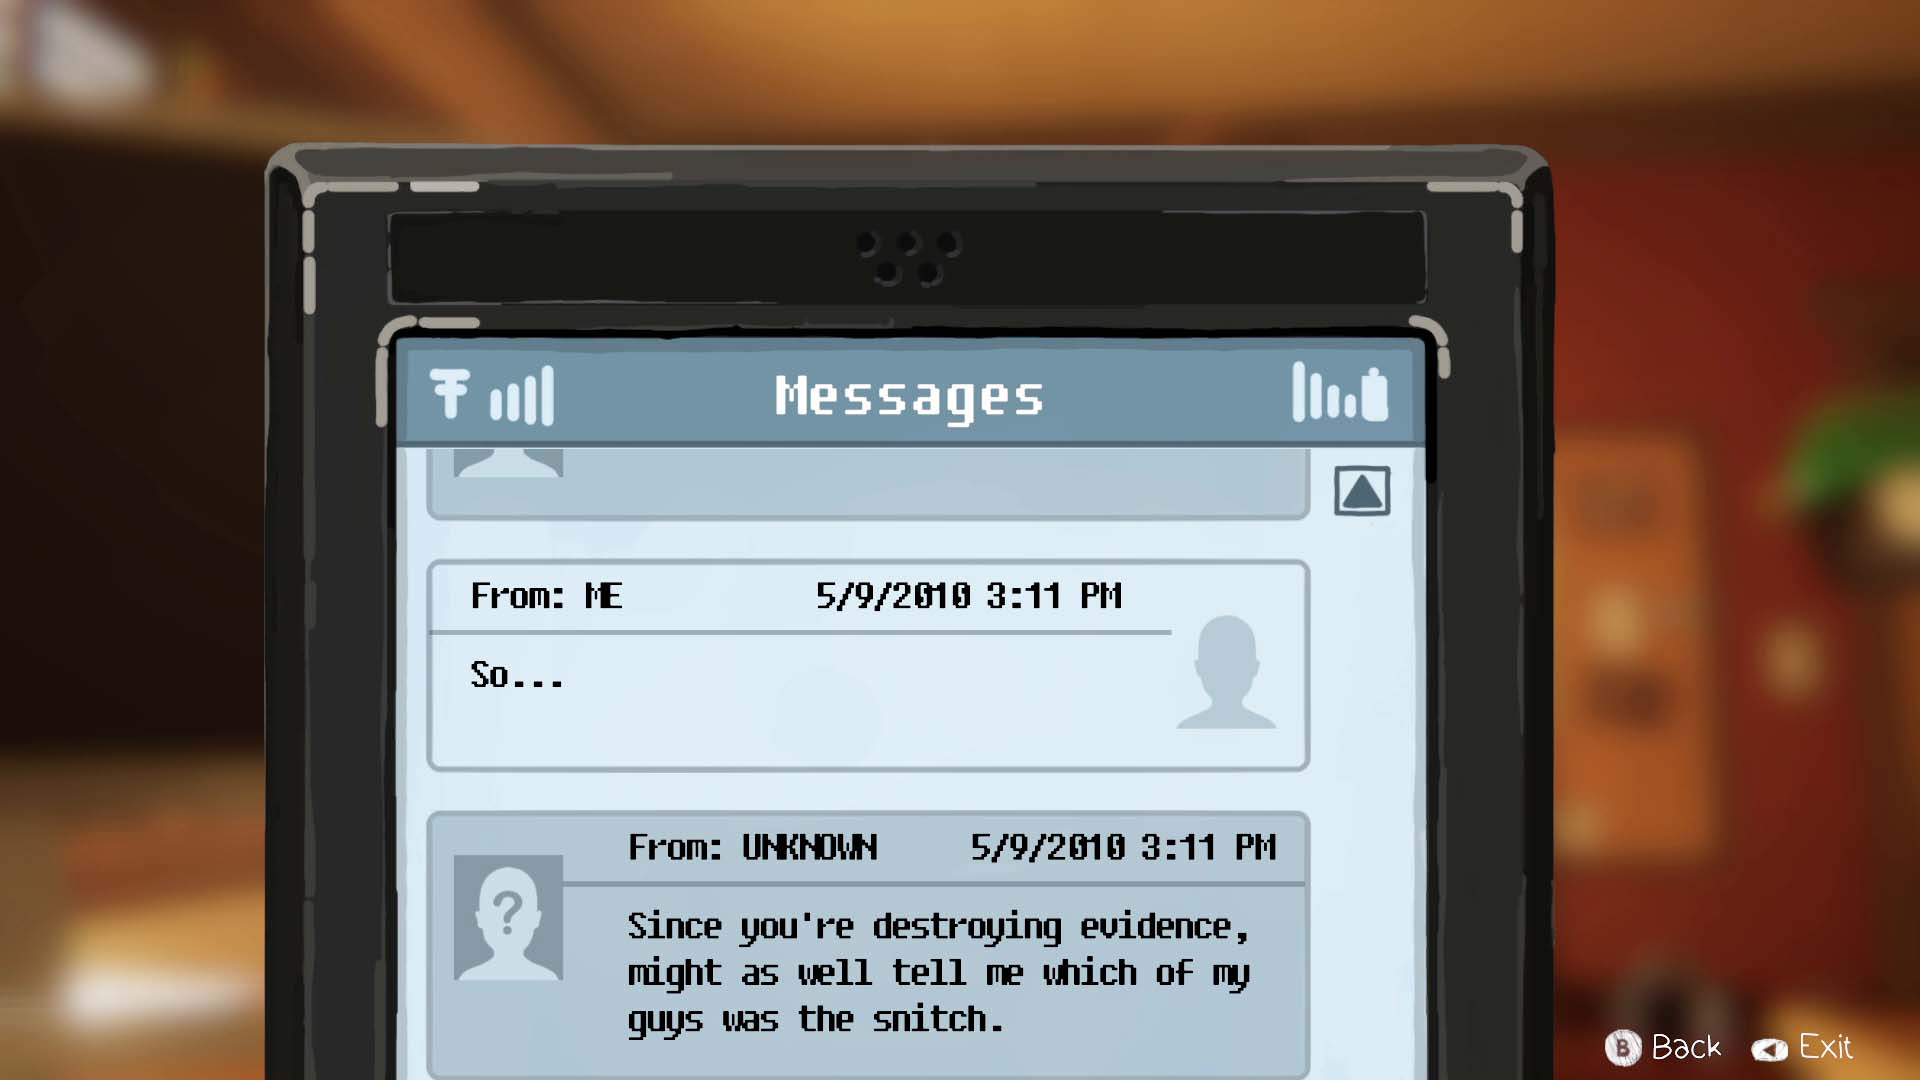 Messages
From: ME 5/9/2010 3:11 PM
So...
From: UNKNOWN 5/9/2010 3:11 PM
?
Since you're destroying evidence,
might as well tell me which of my
guys was the snitch.
B Back Exit